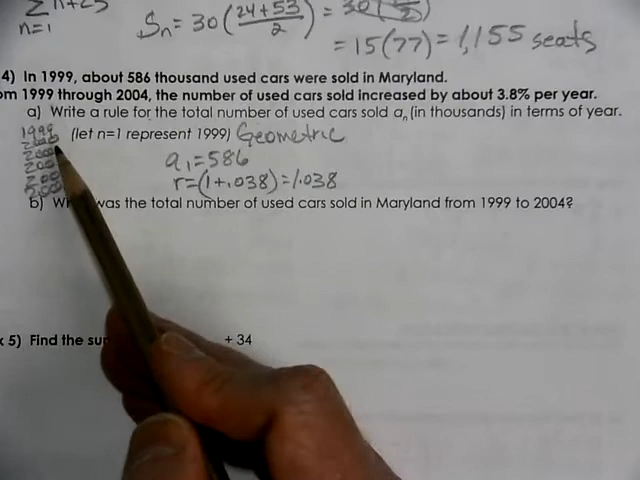 n=1
Sn = 30 ( 24+53 / 2 ) = 30
= 15 (77) = 1,155 seats
4) In 1999, about 586 thousand used cars were sold in Maryland.
om 1999 through 2004, the number of used cars sold increased by about 3.8% per year.
a) Write a rule for the total number of used cars sold an (in thousands) in terms of year.
1999 (let n=1 represent 1999) Geometric
2000
a1 = 586
r = (1+.038) = 1.038
b) was the total number of used cars sold in Maryland from 1999 to 2004?
x 5) Find the + 34